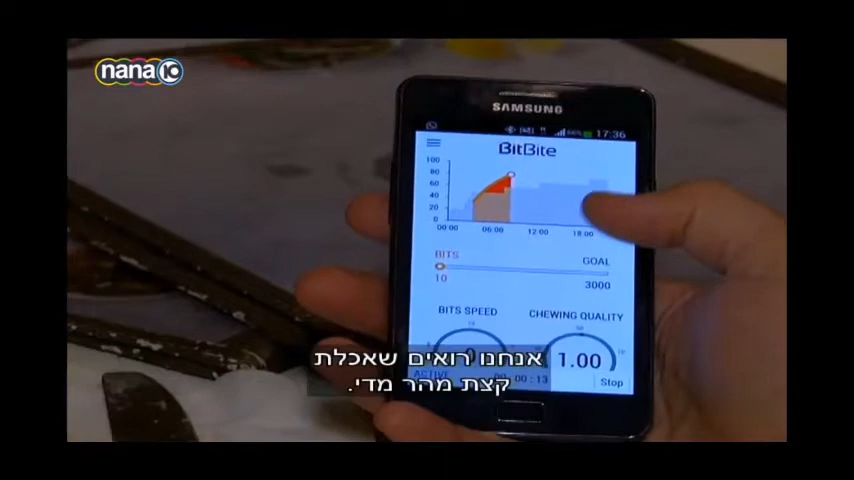 nana10
SAMSUNG
17:36
BitBite
100
80
60
40
20
0
00:00 06:00 12:00 18:00
BITS GOAL
10 3000
BITS SPEED CHEWING QUALITY
0 1.00
אנחנו רואים שאכלת
ACTIVE 00:00:13 Stop
קצת מהר מדי.